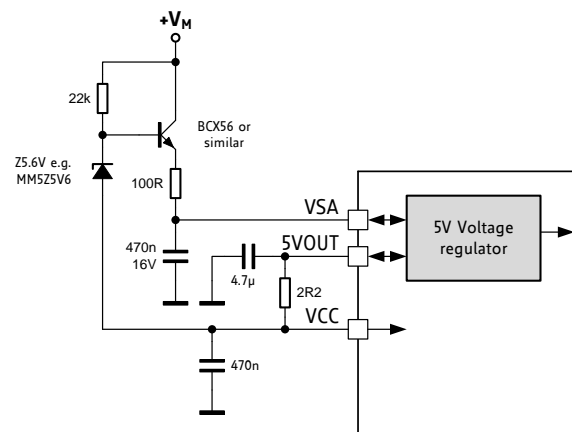 +VM
22k
BCX56 or
similar
Z5.6V e.g.
MM5Z5V6
100R
VSA
5V Voltage
regulator
470n
16V
5VOUT
4.7µ
2R2
VCC
470n